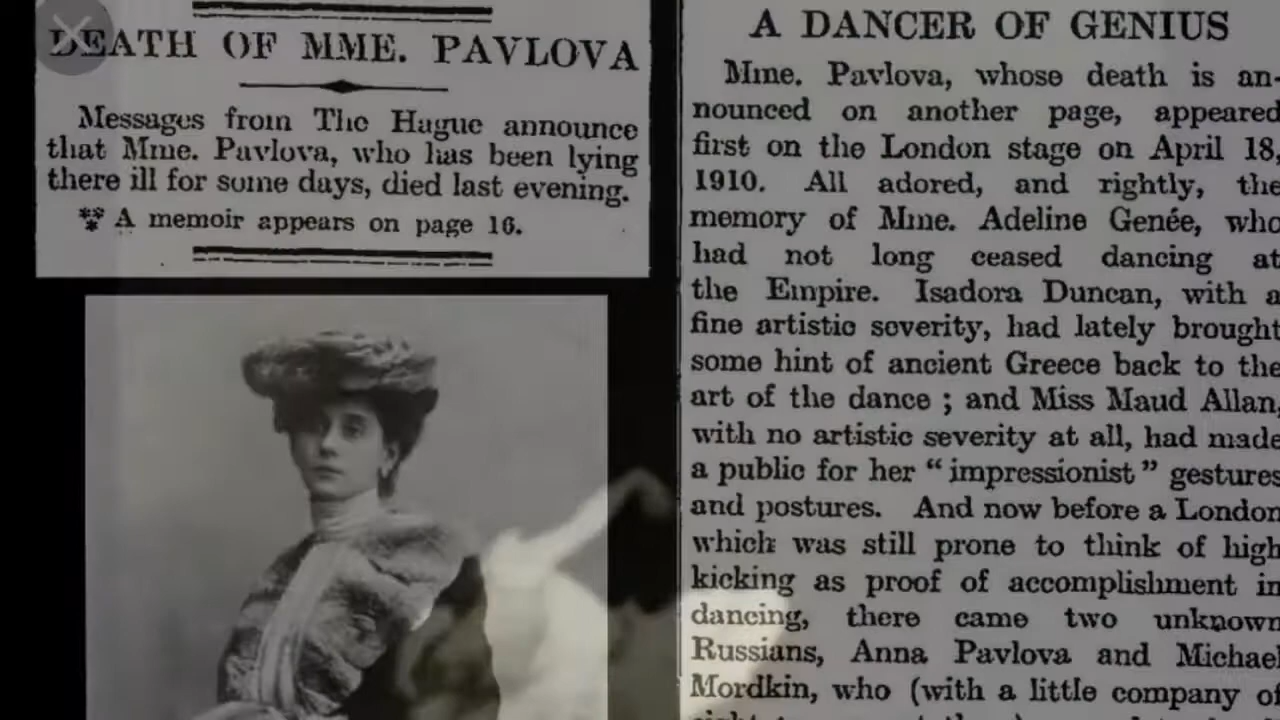 DEATH OF MME. PAVLOVA
Messages from The Hague announce
that Mme. Pavlova, who has been lying
there ill for some days, died last evening.
*** A memoir appears on page 16.
A DANCER OF GENIUS
Mme. Pavlova, whose death is an-
nounced on another page, appeared
first on the London stage on April 18,
1910. All adored, and rightly, the
memory of Mme. Adeline Genée, who
had not long ceased dancing at
the Empire. Isadora Duncan, with a
fine artistic severity, had lately brought
some hint of ancient Greece back to the
art of the dance ; and Miss Maud Allan,
with no artistic severity at all, had made
a public for her “ impressionist ” gestures
and postures. And now before a London
which was still prone to think of high
kicking as proof of accomplishment in
dancing, there came two unknown
Russians, Anna Pavlova and Michael
Mordkin, who (with a little company of